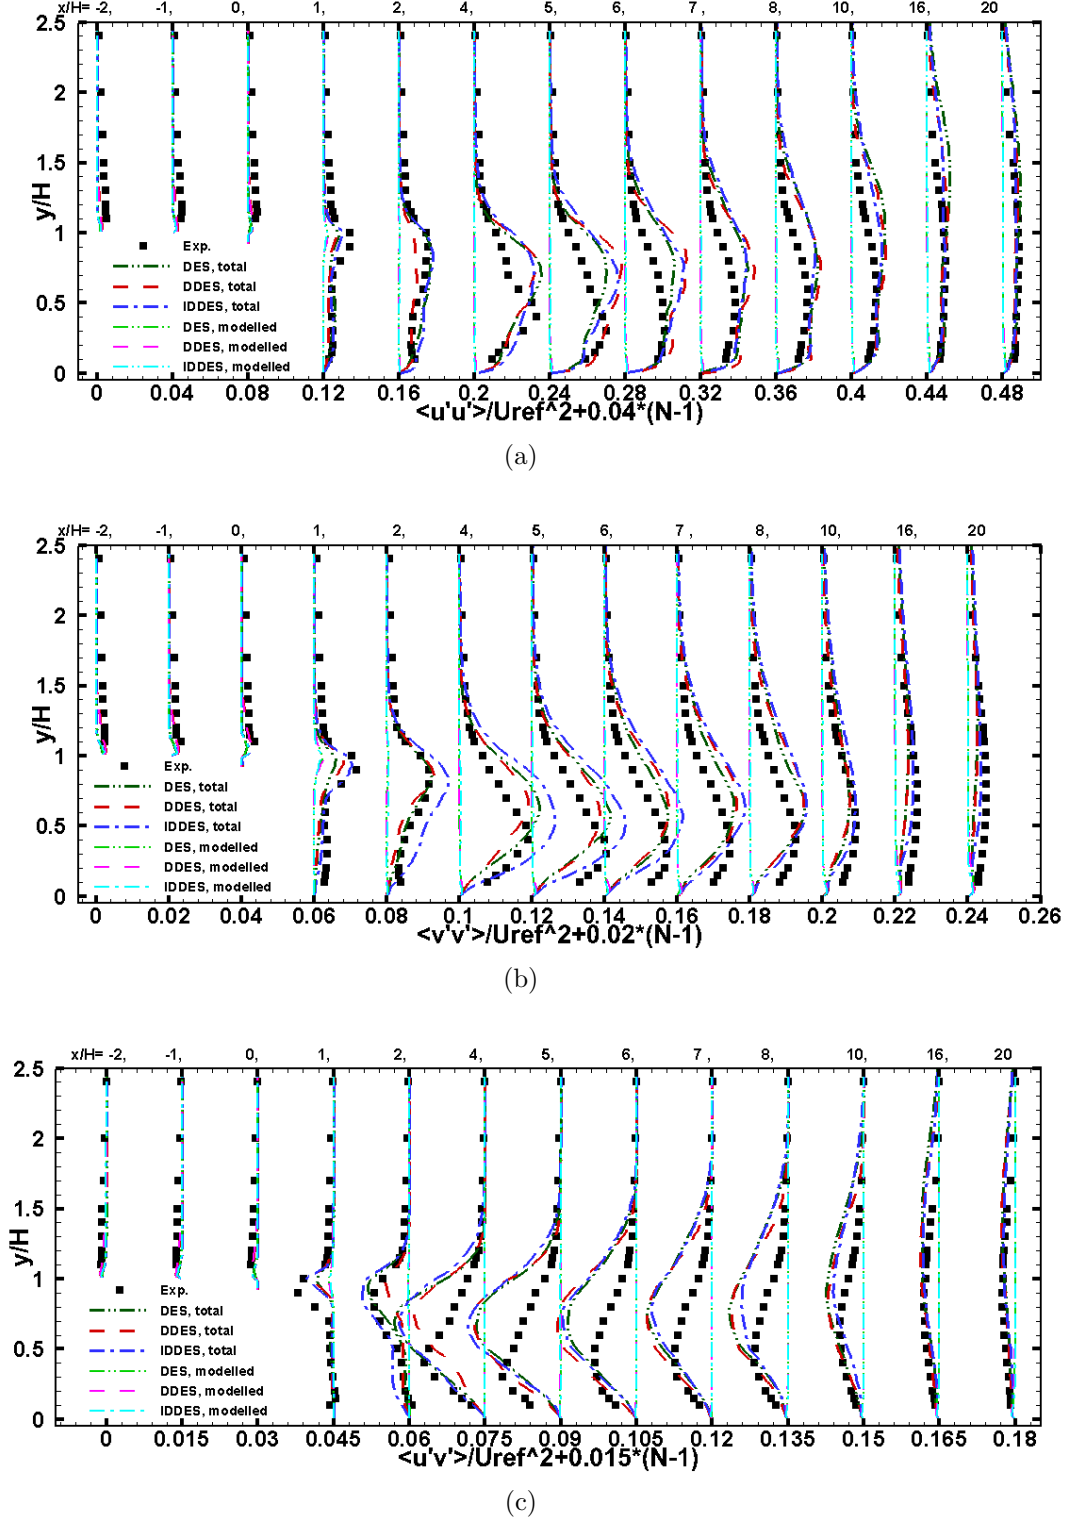 x/H= -2, -1, 0, 1, 2, 4, 5, 6, 7, 8, 10, 16, 20
2.5
2
1.5
1
0.5
0
y/H
Exp.
DES, total
DDES, total
IDDES, total
DES, modelled
DDES, modelled
IDDES, modelled
0 0.04 0.08 0.12 0.16 0.2 0.24 0.28 0.32 0.36 0.4 0.44 0.48
<u'u'>/Uref^2+0.04*(N-1)
(a)
x/H= -2, -1, 0, 1, 2, 4, 5, 6, 7, 8, 10, 16, 20
2.5
2
1.5
1
0.5
0
y/H
Exp.
DES, total
DDES, total
IDDES, total
DES, modelled
DDES, modelled
IDDES, modelled
0 0.02 0.04 0.06 0.08 0.1 0.12 0.14 0.16 0.18 0.2 0.22 0.24 0.26
<v'v'>/Uref^2+0.02*(N-1)
(b)
x/H= -2, -1, 0, 1, 2, 4, 5, 6, 7 , 8, 10, 16, 20
2.5
2
1.5
1
0.5
0
y/H
Exp.
DES, total
DDES, total
IDDES, total
DES, modelled
DDES, modelled
IDDES, modelled
0 0.015 0.03 0.045 0.06 0.075 0.09 0.105 0.12 0.135 0.15 0.165 0.18
<u'v'>/Uref^2+0.015*(N-1)
(c)